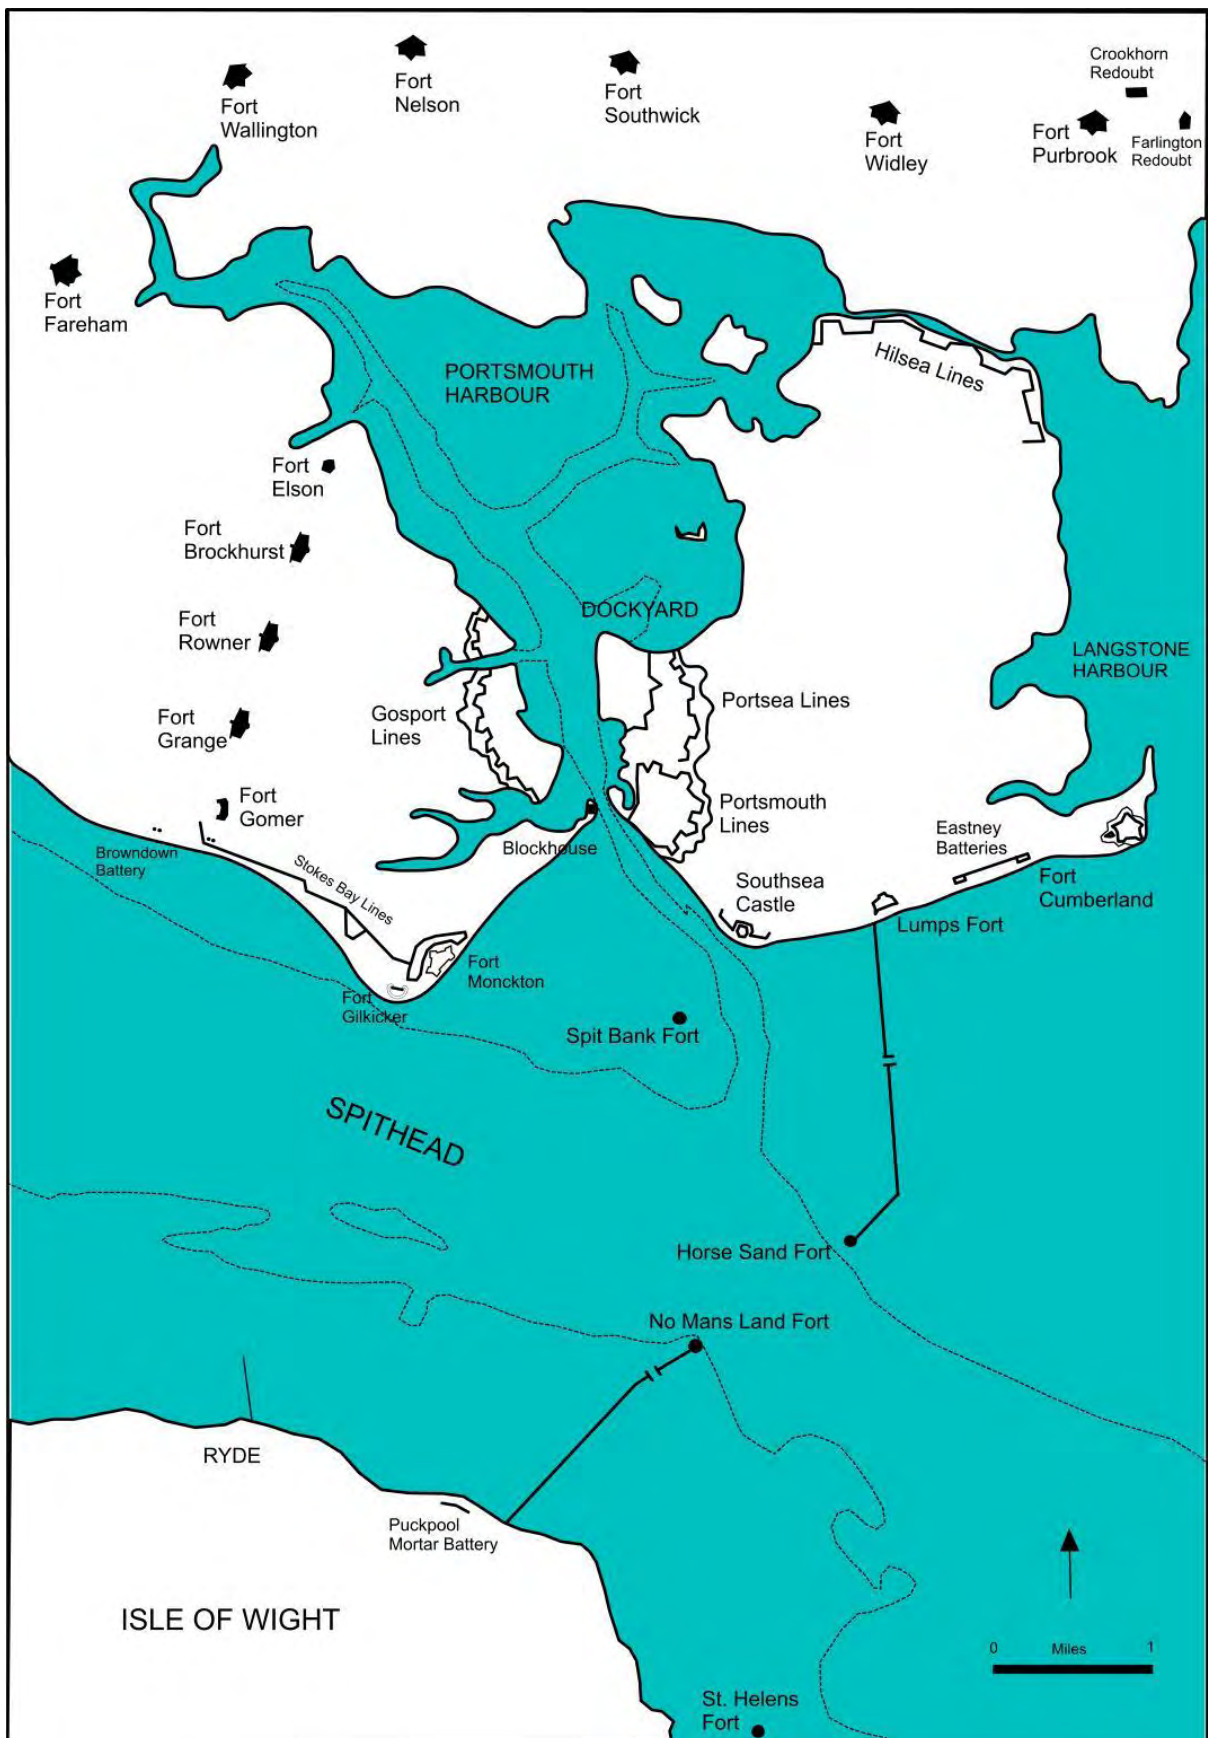 Crookhorn
Redoubt
Fort
Nelson
Fort
Wallington
Fort
Southwick
Fort
Widley
Fort
Purbrook
Farlington
Redoubt
Fort
Fareham
PORTSMOUTH
HARBOUR
Hilsea Lines
Fort
Elson
Fort
Brockhurst
DOCKYARD
Fort
Rowner
LANGSTONE
HARBOUR
Fort
Grange
Gosport
Lines
Portsea Lines
Fort
Gomer
Portsmouth
Lines
Browndown
Battery
Stokes Bay Lines
Blockhouse
Eastney
Batteries
Southsea
Castle
Fort
Cumberland
Lumps Fort
Fort
Monckton
Fort
Gilkicker
Spit Bank Fort
SPITHEAD
Horse Sand Fort
No Mans Land Fort
RYDE
Puckpool
Mortar Battery
ISLE OF WIGHT
0 Miles 1
St. Helens
Fort